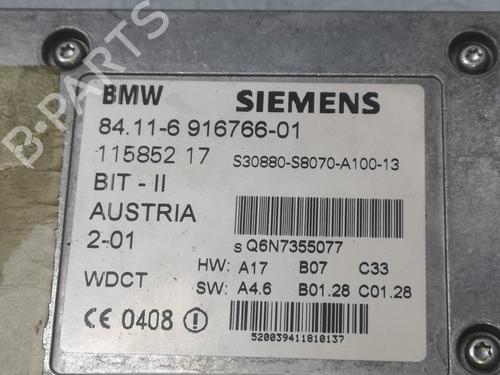 B-PARTS
BMW SIEMENS
84.11-6 916766-01
115852 17 S30880-S8070-A100-13
BIT - II
AUSTRIA
2-01 S Q6N7355077
WDCT HW: A17 B07 C33
SW: A4.6 B01.28 C01.28
CE 0408
520039411810137